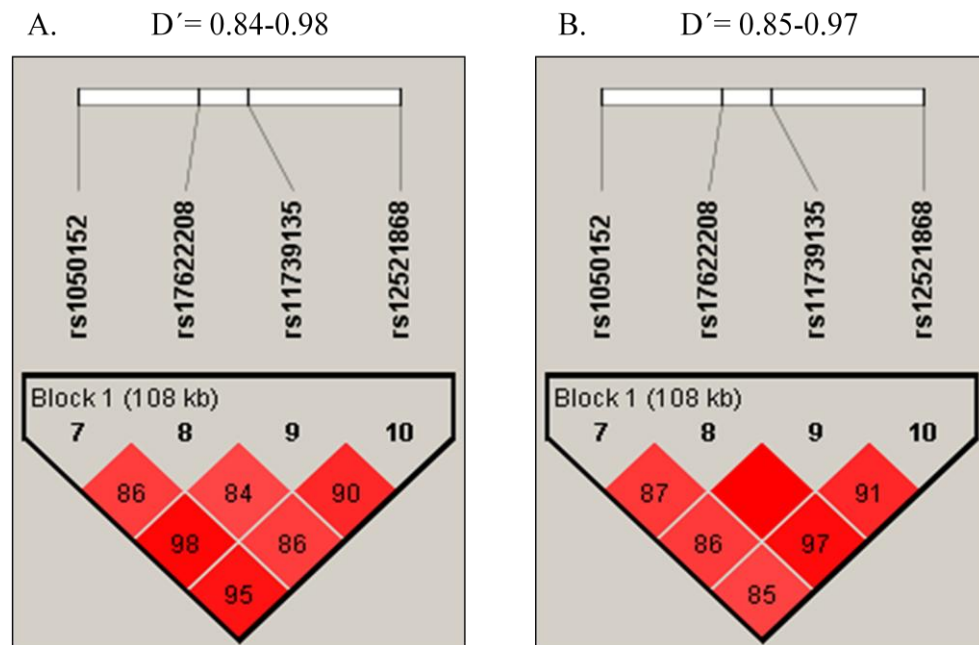 A. D´= 0.84-0.98
rs1050152
rs17622208
rs11739135
rs12521868
Block 1 (108 kb)
7 8 9 10
86 84 90
98 86
95
B. D´= 0.85-0.97
rs1050152
rs17622208
rs11739135
rs12521868
Block 1 (108 kb)
7 8 9 10
87 91
86 97
85